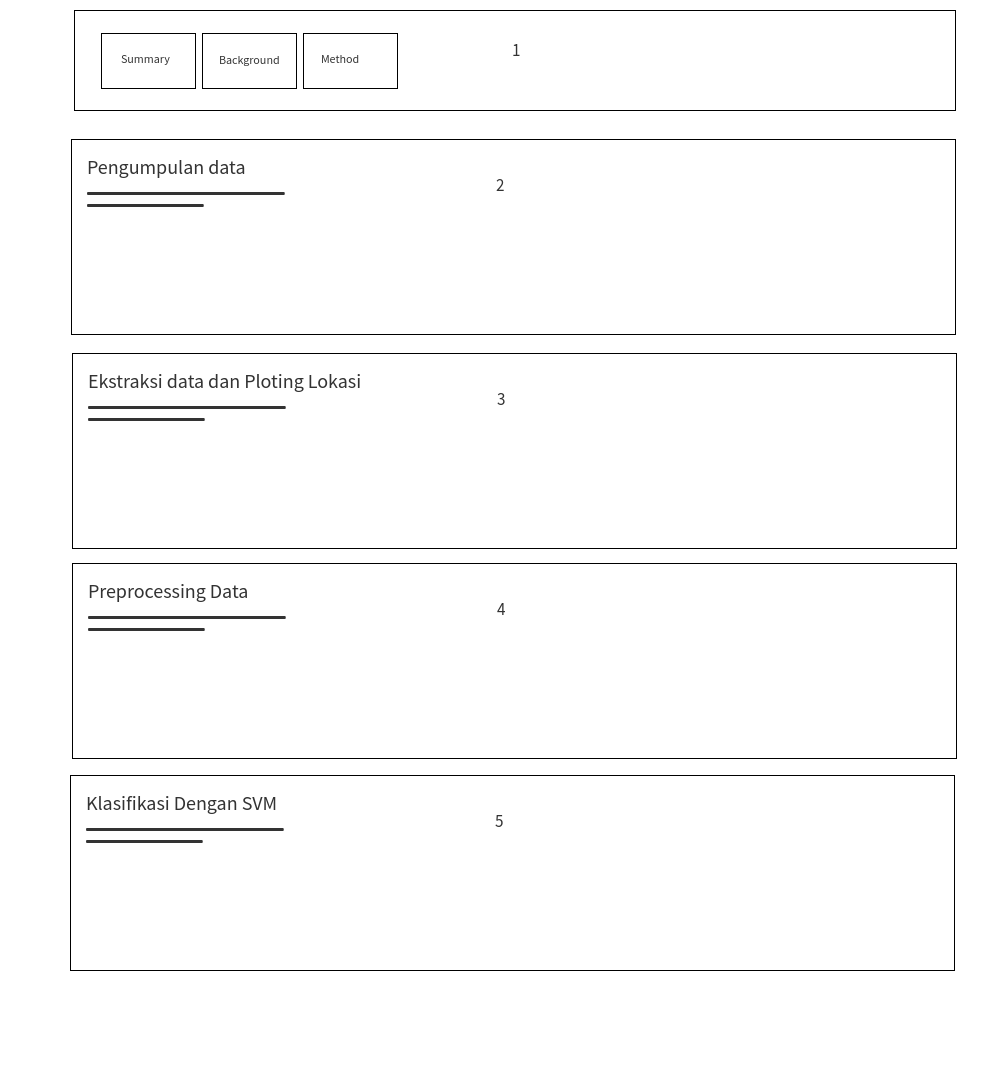 Summary
Background
Method
1
Pengumpulan data
2
Ekstraksi data dan Ploting Lokasi
3
Preprocessing Data
4
Klasifikasi Dengan SVM
5